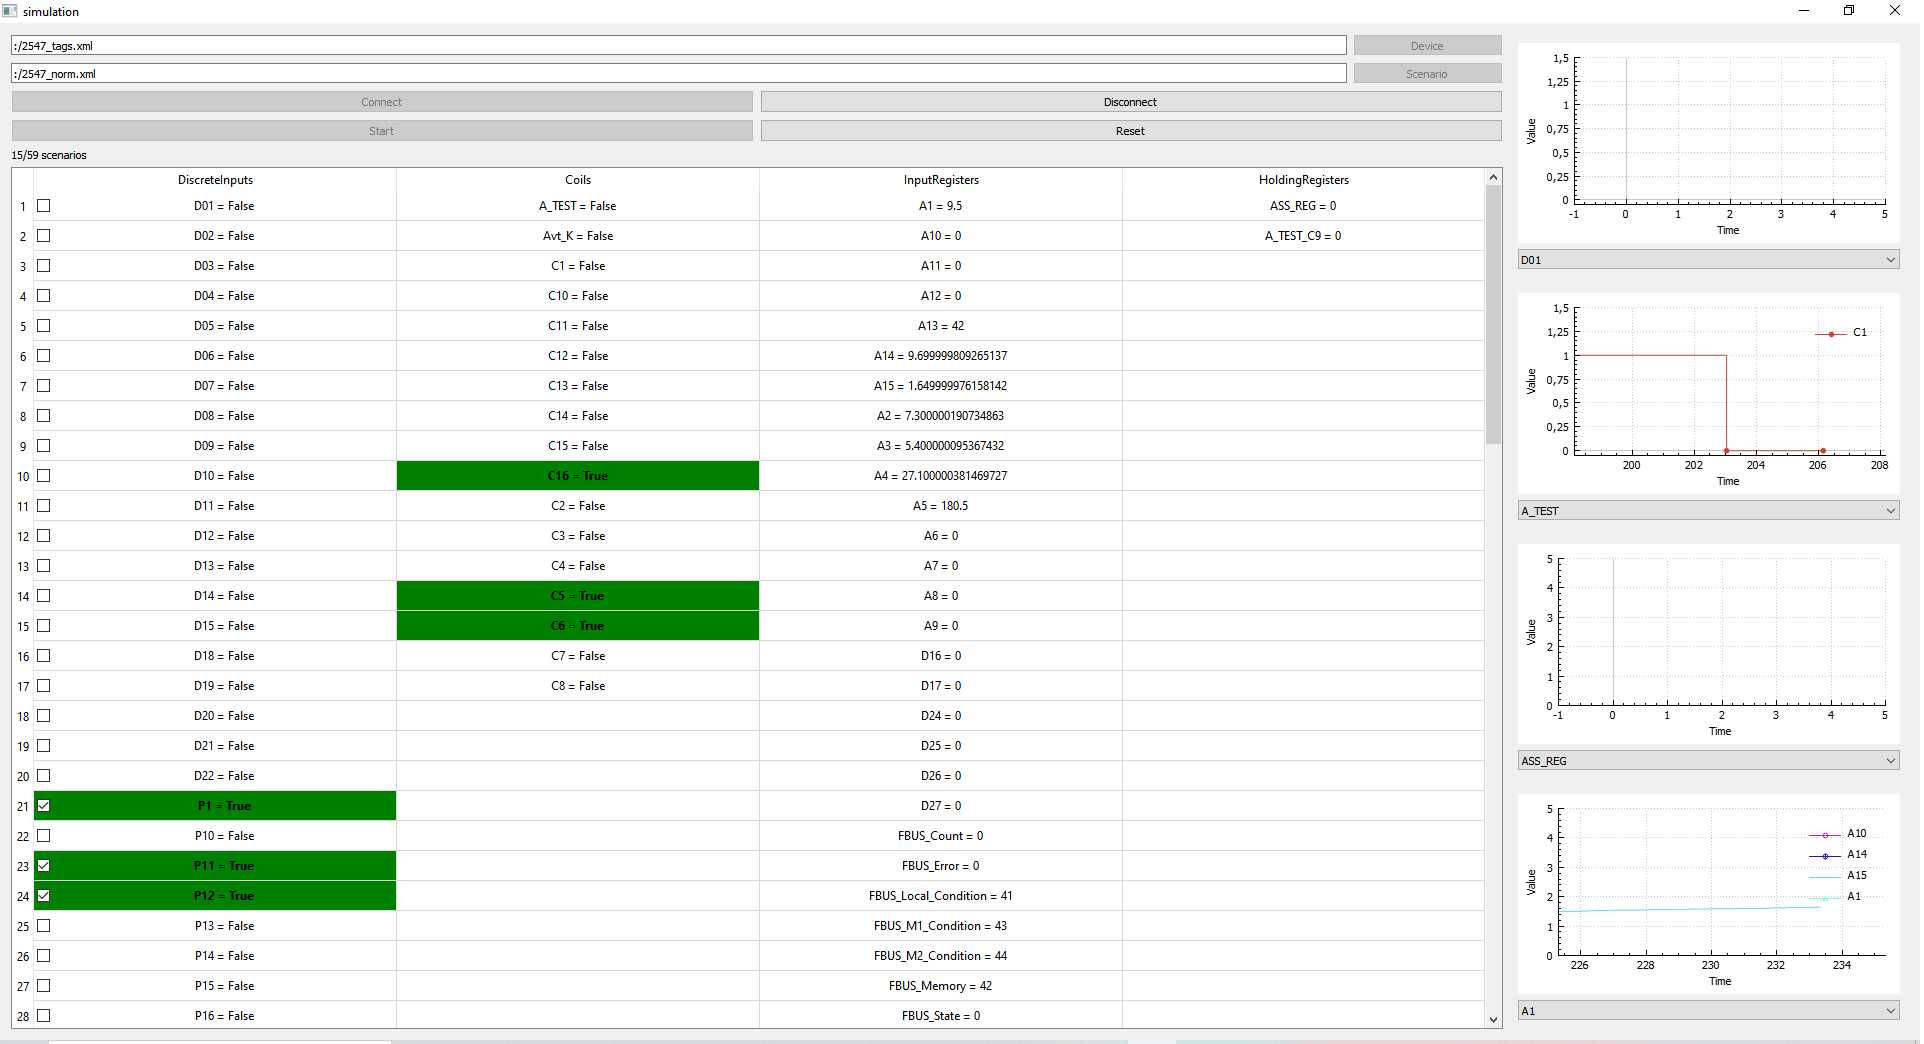 simulation
:/2547_tags.xml
Device
:/2547_norm.xml
Scenario
Connect
Disconnect
Start
Reset
15/59 scenarios
DiscreteInputs Coils InputRegisters HoldingRegisters
1 D01 = False A_TEST = False A1 = 9.5 ASS_REG = 0
2 D02 = False Avt_K = False A10 = 0 A_TEST_C9 = 0
3 D03 = False C1 = False A11 = 0
4 D04 = False C10 = False A12 = 0
5 D05 = False C11 = False A13 = 42
6 D06 = False C12 = False A14 = 9.699999809265137
7 D07 = False C13 = False A15 = 1.649999976158142
8 D08 = False C14 = False A2 = 7.300000190734863
9 D09 = False C15 = False A3 = 5.400000095367432
10 D10 = False C16 = True A4 = 27.100000381469727
11 D11 = False C2 = False A5 = 180.5
12 D12 = False C3 = False A6 = 0
13 D13 = False C4 = False A7 = 0
14 D14 = False C5 = True A8 = 0
15 D15 = False C6 = True A9 = 0
16 D18 = False C7 = False D16 = 0
17 D19 = False C8 = False D17 = 0
18 D20 = False D24 = 0
19 D21 = False D25 = 0
20 D22 = False D26 = 0
21 P1 = True D27 = 0
22 P10 = False FBUS_Count = 0
23 P11 = True FBUS_Error = 0
24 P12 = True FBUS_Local_Condition = 41
25 P13 = False FBUS_M1_Condition = 43
26 P14 = False FBUS_M2_Condition = 44
27 P15 = False FBUS_Memory = 42
28 P16 = False FBUS_State = 0
1,5
1,25
1
0,75
0,5
0,25
0
Value
-1 0 1 2 3 4 5
Time
D01
1,5
1,25
1
0,75
0,5
0,25
0
Value
C1
200 202 204 206 208
Time
A_TEST
5
4
3
2
1
0
Value
-1 0 1 2 3 4 5
Time
ASS_REG
5
4
3
2
1
0
Value
A10
A14
A15
A1
226 228 230 232 234
Time
A1